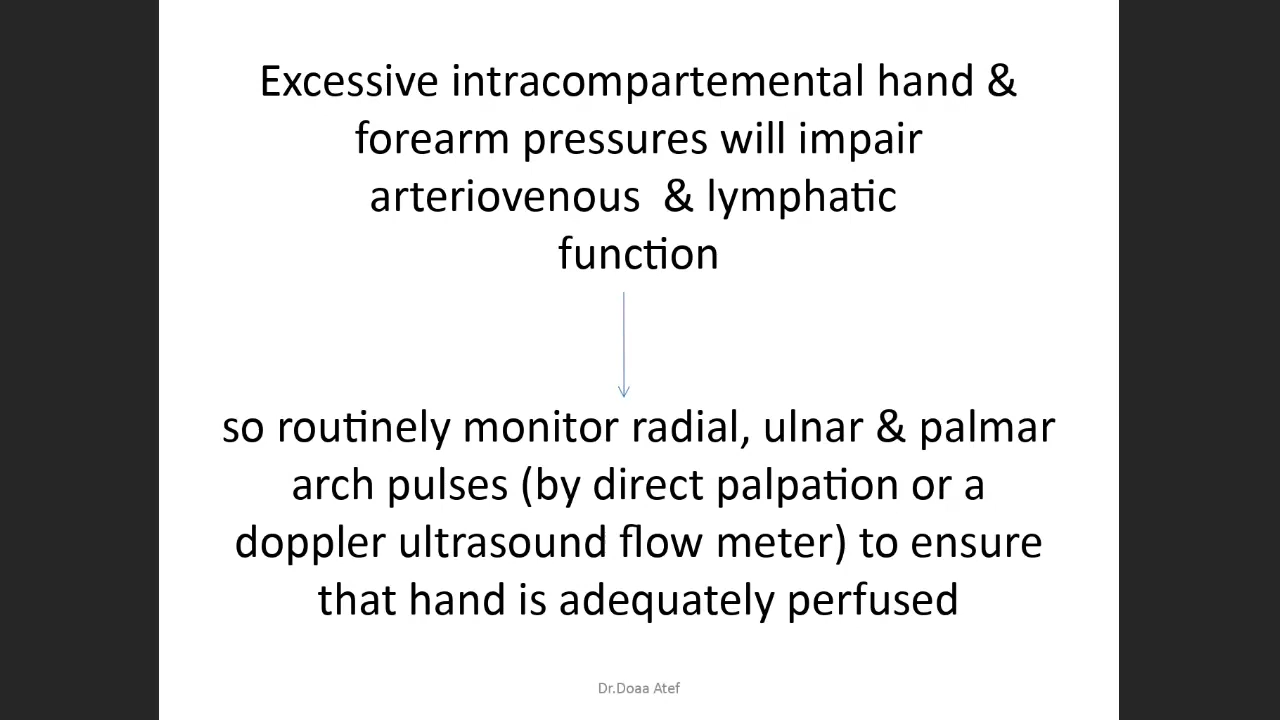 Excessive intracompartemental hand &
forearm pressures will impair
arteriovenous & lymphatic
function
so routinely monitor radial, ulnar & palmar
arch pulses (by direct palpation or a
doppler ultrasound flow meter) to ensure
that hand is adequately perfused
Dr.Doaa Atef